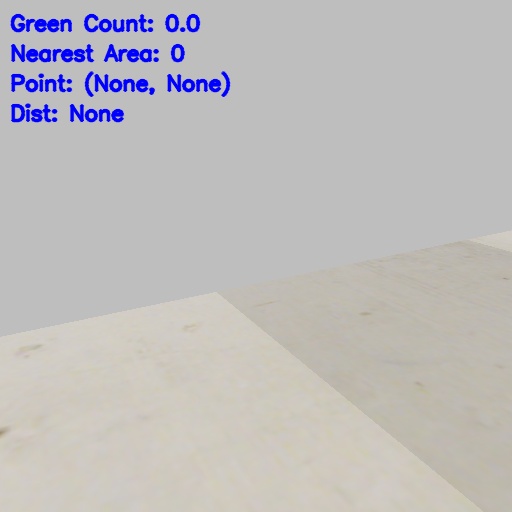 Green Count: 0.0
Nearest Area: 0
Point: (None, None)
Dist: None